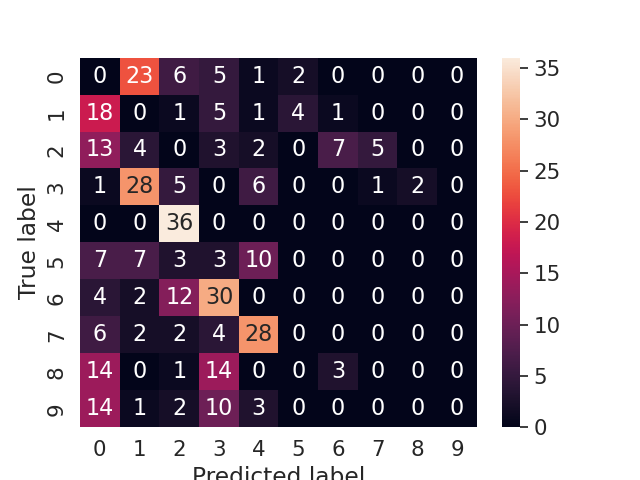 0 0 23 6 5 1 2 0 0 0 0 35
1 18 0 1 5 1 4 1 0 0 0 30
2 13 4 0 3 2 0 7 5 0 0 25
3 1 28 5 0 6 0 0 1 2 0
4 0 0 36 0 0 0 0 0 0 0 20
5 7 7 3 3 10 0 0 0 0 0 15
6 4 2 12 30 0 0 0 0 0 0 10
7 6 2 2 4 28 0 0 0 0 0
8 14 0 1 14 0 0 3 0 0 0 5
9 14 1 2 10 3 0 0 0 0 0 0
0 1 2 3 4 5 6 7 8 9
Predicted label
True label